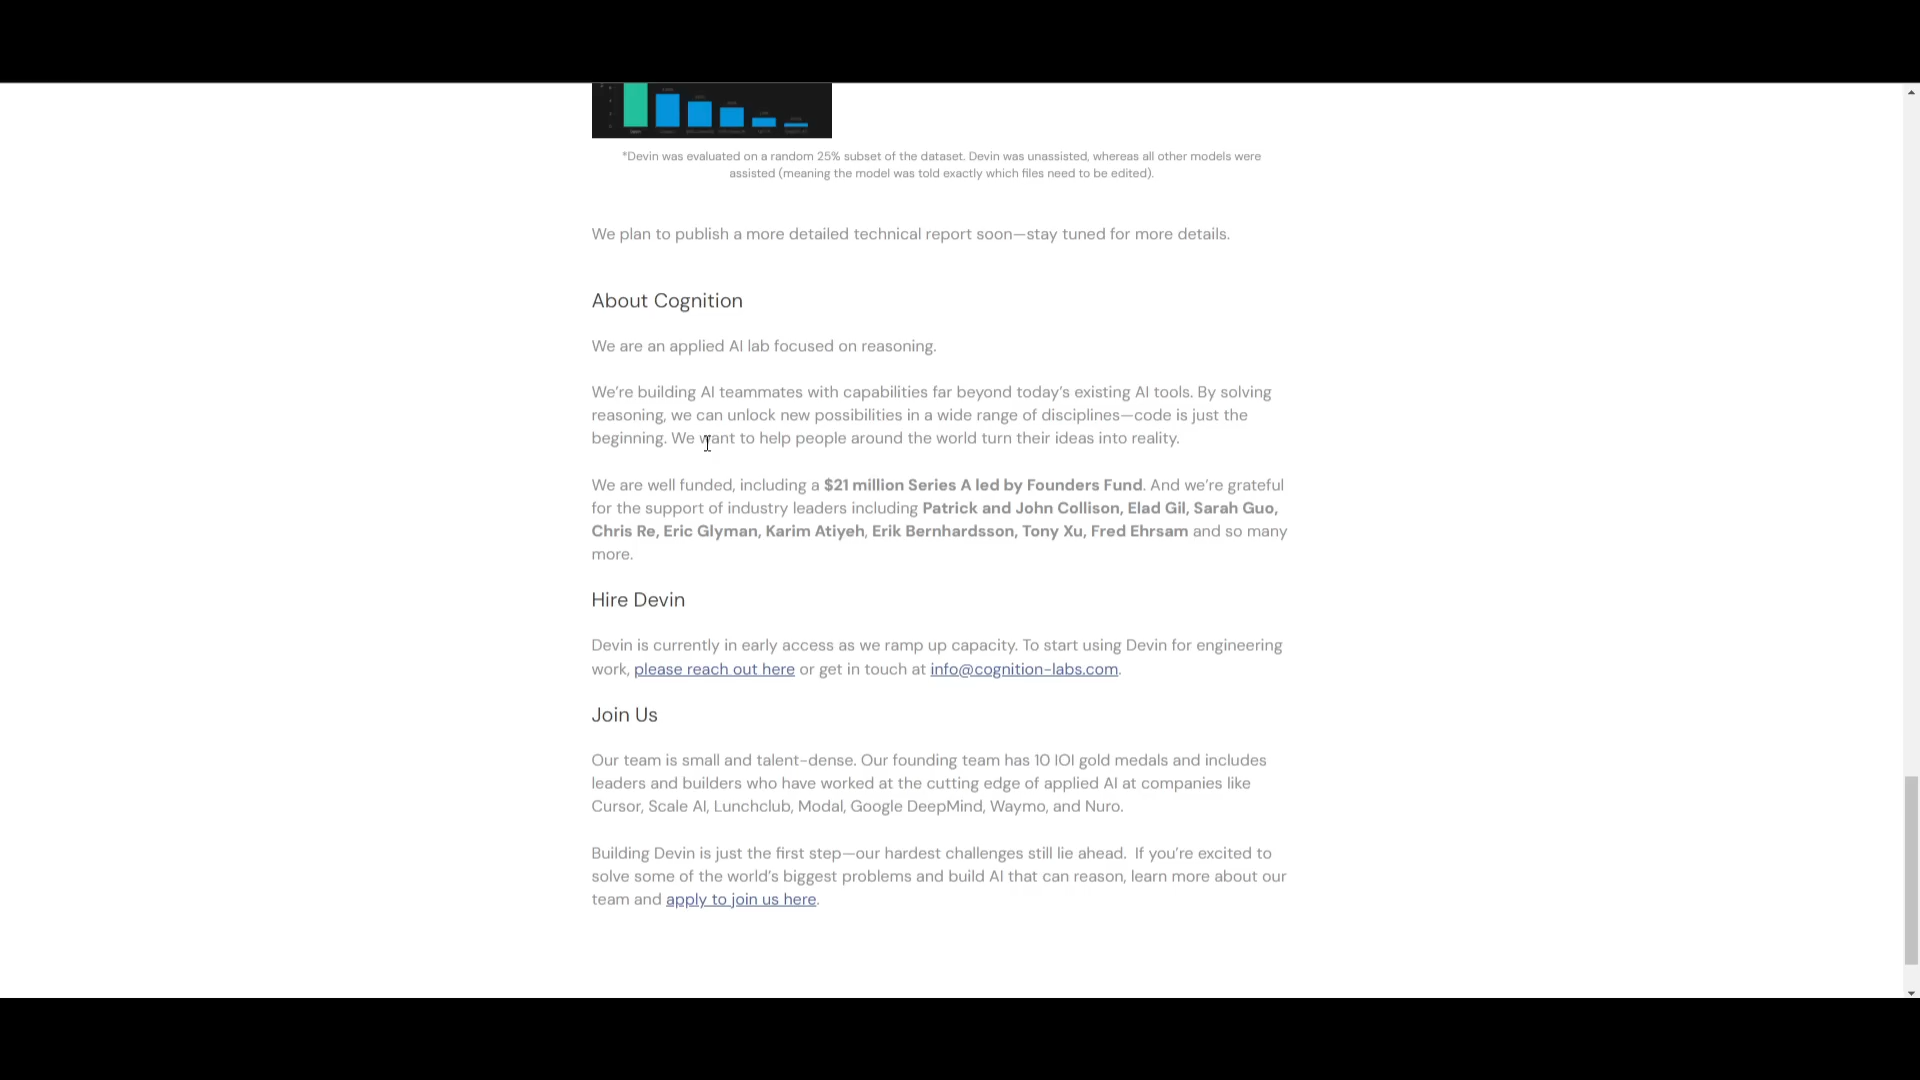 *Devin was evaluated on a random 25% subset of the dataset. Devin was unassisted, whereas all other models were
assisted (meaning the model was told exactly which files need to be edited).
We plan to publish a more detailed technical report soon—stay tuned for more details.
About Cognition
We are an applied AI lab focused on reasoning.
We’re building AI teammates with capabilities far beyond today’s existing AI tools. By solving
reasoning, we can unlock new possibilities in a wide range of disciplines—code is just the
beginning. We want to help people around the world turn their ideas into reality.
We are well funded, including a $21 million Series A led by Founders Fund. And we’re grateful
for the support of industry leaders including Patrick and John Collison, Elad Gil, Sarah Guo,
Chris Re, Eric Glyman, Karim Atiyeh, Erik Bernhardsson, Tony Xu, Fred Ehrsam and so many
more.
Hire Devin
Devin is currently in early access as we ramp up capacity. To start using Devin for engineering
work, please reach out here or get in touch at info@cognition-labs.com.
Join Us
Our team is small and talent-dense. Our founding team has 10 IOI gold medals and includes
leaders and builders who have worked at the cutting edge of applied AI at companies like
Cursor, Scale AI, Lunchclub, Modal, Google DeepMind, Waymo, and Nuro.
Building Devin is just the first step—our hardest challenges still lie ahead.  If you’re excited to
solve some of the world’s biggest problems and build AI that can reason, learn more about our
team and apply to join us here.